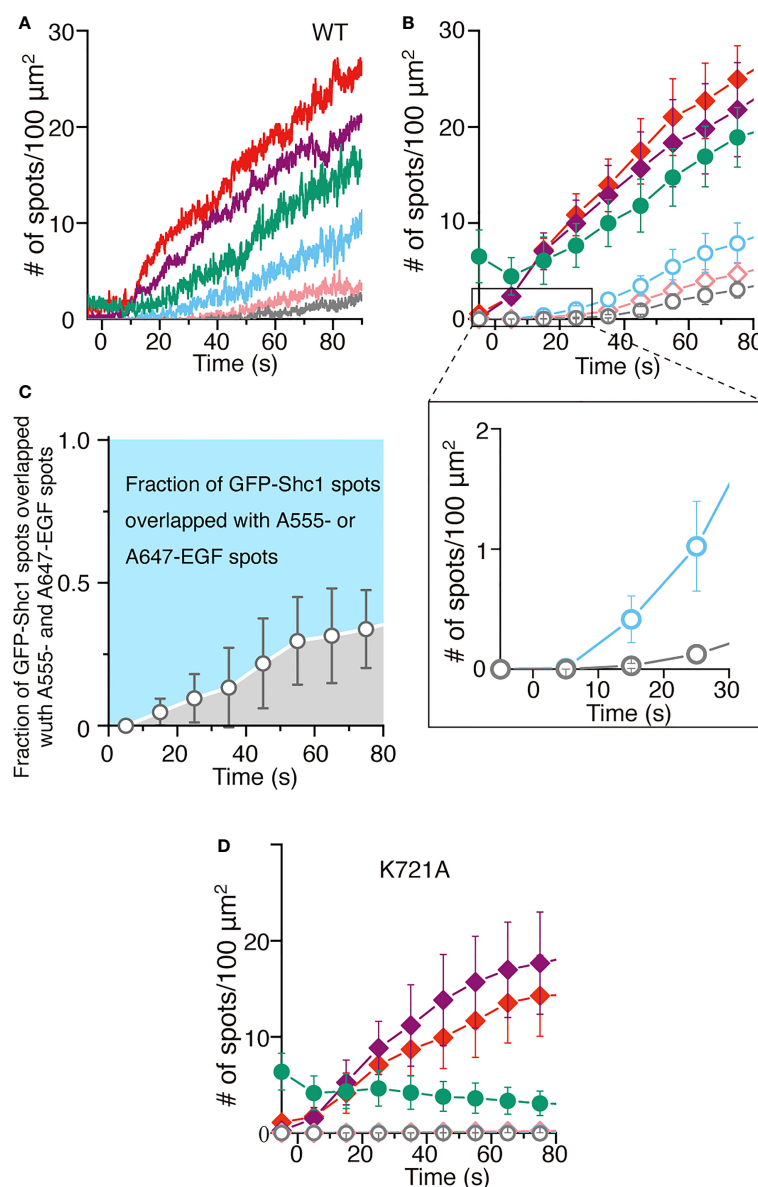 A
WT
# of spots/100 μm2
30
20
10
0
0
20
40
60
80
Time (s)
B
# of spots/100 μm2
30
20
10
0
0
20
40
60
80
Time (s)
C
Fraction of GFP-Shc1 spots overlapped
wuth A555- and A647-EGF spots
1.0
0.5
0
Fraction of GFP-Shc1 spots
overlapped with A555- or
A647-EGF spots
0
20
40
60
80
Time (s)
# of spots/100 μm2
2
1
0
0
10
20
30
Time (s)
D
K721A
# of spots/100 μm2
20
10
0
0
20
40
60
80
Time (s)